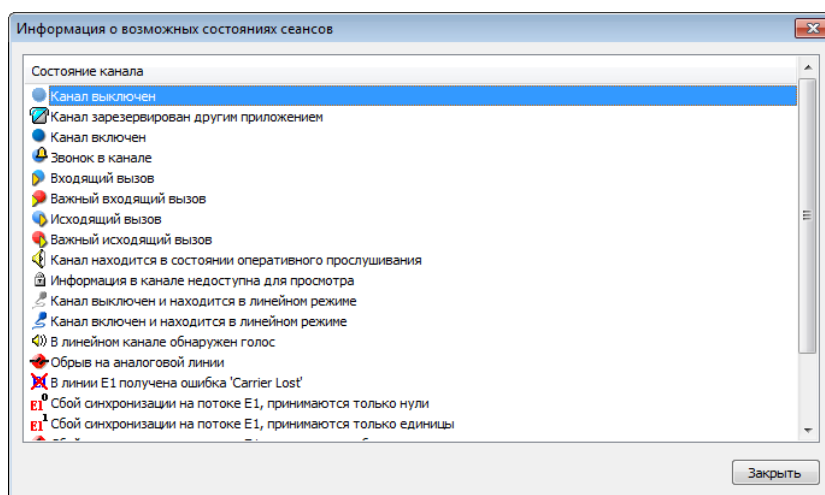 Информация о возможных состояниях сеансов
Состояние канала
Канал выключен
Канал зарезервирован другим приложением
Канал включен
Звонок в канале
Входящий вызов
Важный входящий вызов
Исходящий вызов
Важный исходящий вызов
Канал находится в состоянии оперативного прослушивания
Информация в канале недоступна для просмотра
Канал выключен и находится в линейном режиме
Канал включен и находится в линейном режиме
В линейном канале обнаружен голос
Обрыв на аналоговой линии
В линии E1 получена ошибка 'Carrier Lost'
E1 0 Сбой синхронизации на потоке E1, принимаются только нули
E1 1 Сбой синхронизации на потоке E1, принимаются только единицы
Закрыть